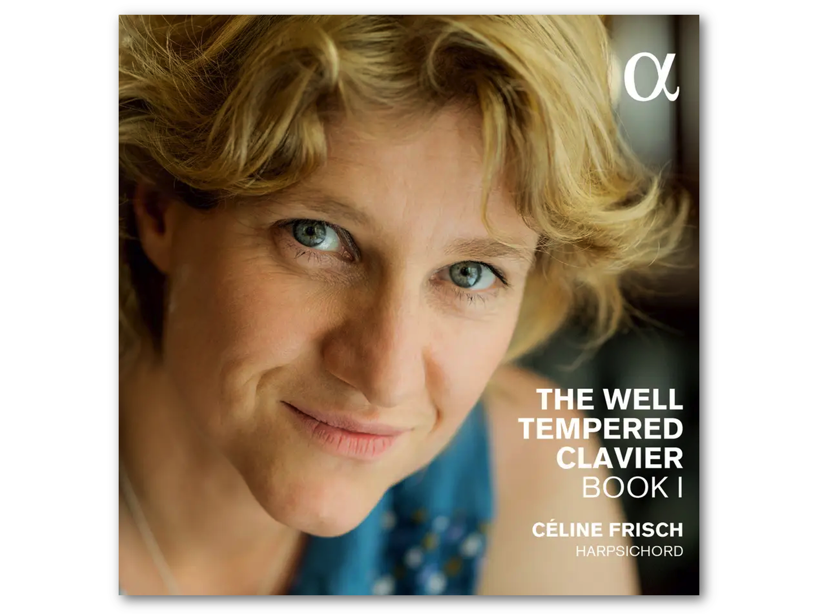 α
THE WELL
TEMPERED
CLAVIER
BOOK I
CÉLINE FRISCH
HARPSICHORD